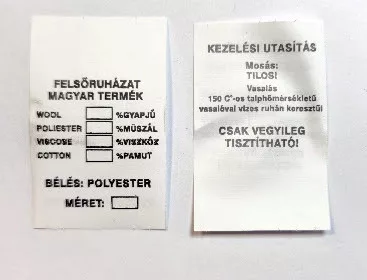 FELSŐRUHÁZAT
MAGYAR TERMÉK
WOOL %GYAPJÚ
POLIESTER %MŰSZÁL
VISCOSE %VISZKÓZ
COTTON %PAMUT
BÉLÉS: POLYESTER
MÉRET:
KEZELÉSI UTASÍTÁS
Mosás:
TILOS!
Vasalás
150 C°-os talphőmérsékletű
vasalóval vizes ruhán keresztül
CSAK VEGYILEG
TISZTÍTHATÓ!